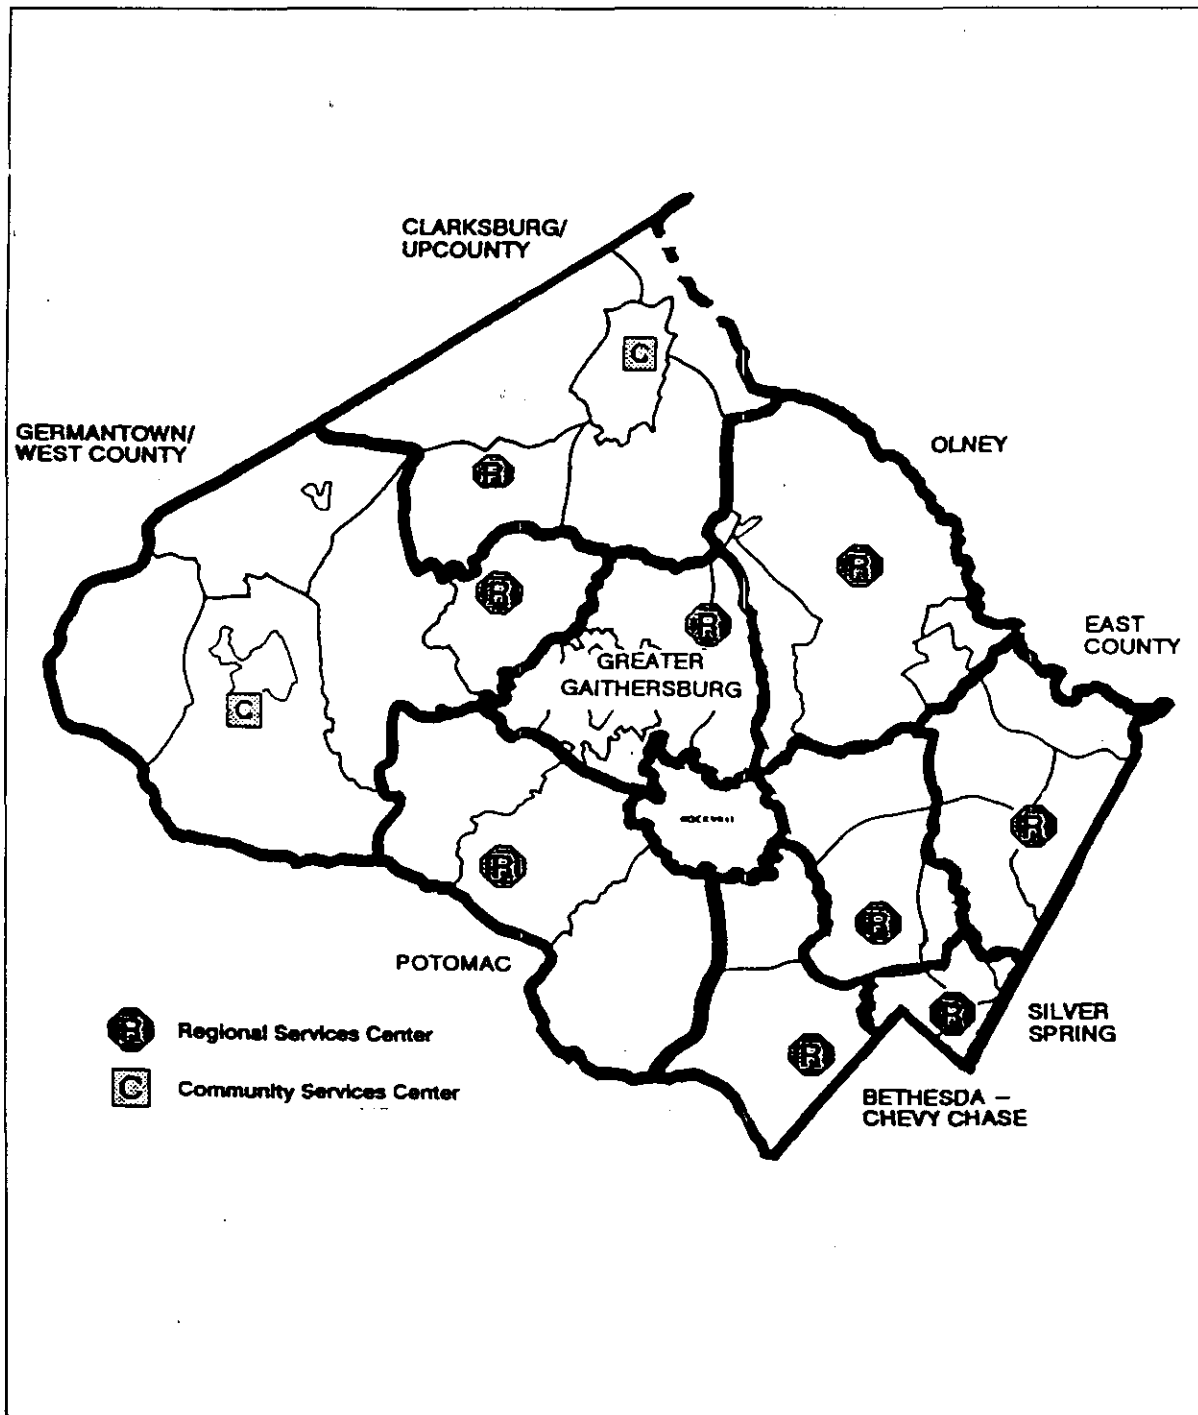 CLARKSBURG/
UPCOUNTY
C
GERMANTOWN/
WEST COUNTY
OLNEY
R
R
R
R
EAST
COUNTY
GREATER
GAITHERSBURG
C
ROCKVILLE
R
R
R
POTOMAC
R
SILVER
SPRING
R
R Regional Services Center
C Community Services Center
BETHESDA –
CHEVY CHASE